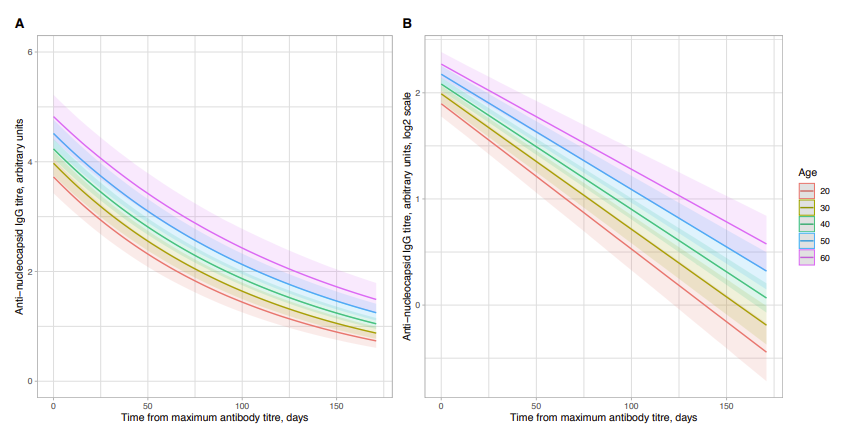 A
B
6
4
2
0
0
50
100
150
Anti−nudeocapsid IgG titre, arbitrary units
Time from maximum antibody titre, days
2
1
0
0
50
100
150
Anti−nudeocapsid IgG titre, arbitrary units, log2 scale
Time from maximum antibody titre, days
Age
20
30
40
50
60